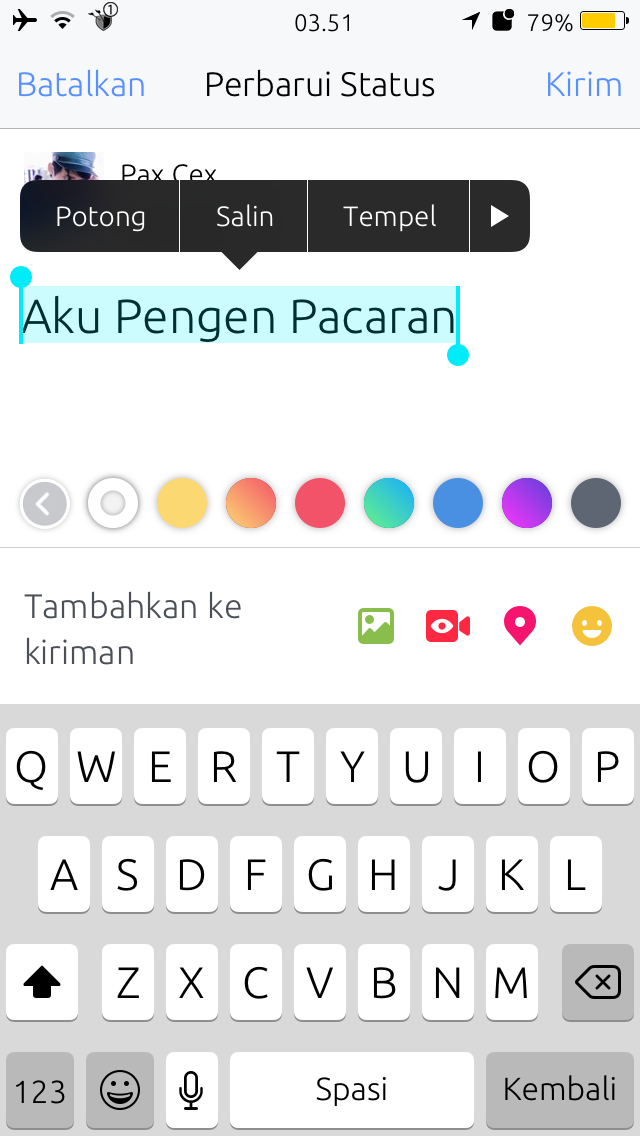 1
03.51
79%
Batalkan
Perbarui Status
Kirim
Pax Cex
Potong
Salin
Tempel
Aku Pengen Pacaran
Tambahkan ke
kiriman
Q W E R T Y U I O P
A S D F G H J K L
Z X C V B N M
123
Spasi
Kembali